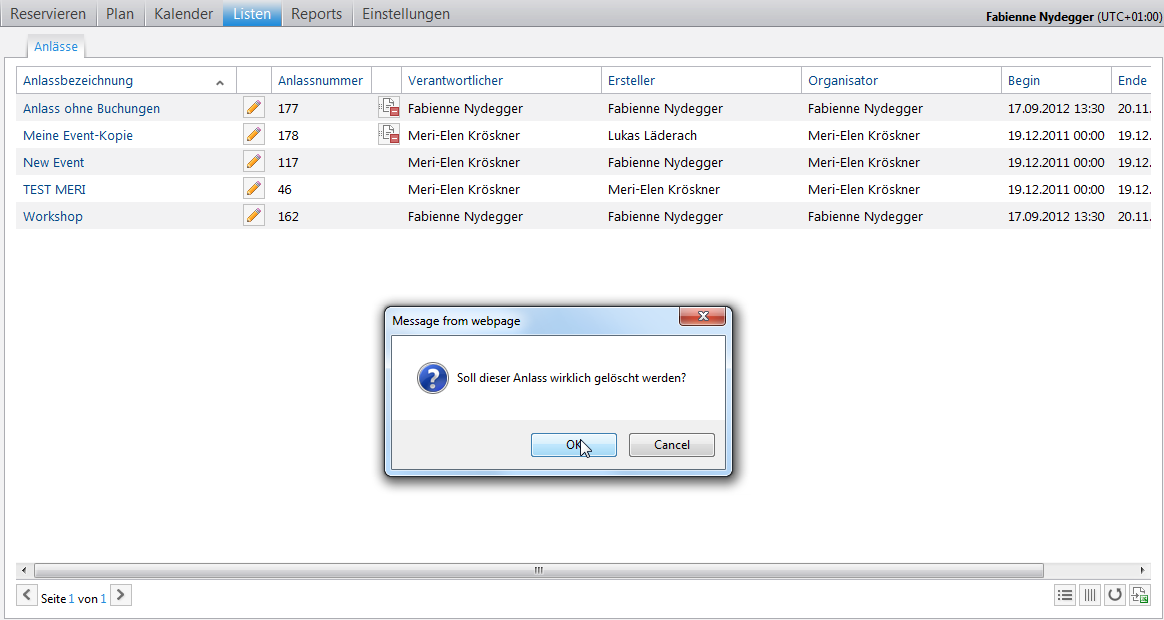 Reservieren Plan Kalender Listen Reports Einstellungen Fabienne Nydegger (UTC+01:00)
Anlässe
Anlassbezeichnung Anlassnummer Verantwortlicher Ersteller Organisator Begin Ende
Anlass ohne Buchungen 177 Fabienne Nydegger Fabienne Nydegger Fabienne Nydegger 17.09.2012 13:30 20.11.
Meine Event-Kopie 178 Meri-Elen Kröskner Lukas Läderach Meri-Elen Kröskner 19.12.2011 00:00 19.12.
New Event 117 Meri-Elen Kröskner Fabienne Nydegger Meri-Elen Kröskner 19.12.2011 00:00 19.12.
TEST MERI 46 Meri-Elen Kröskner Meri-Elen Kröskner Meri-Elen Kröskner 19.12.2011 00:00 19.12.
Workshop 162 Fabienne Nydegger Fabienne Nydegger Fabienne Nydegger 17.09.2012 13:30 20.11.
Message from webpage
Soll dieser Anlass wirklich gelöscht werden?
OK Cancel
Seite 1 von 1